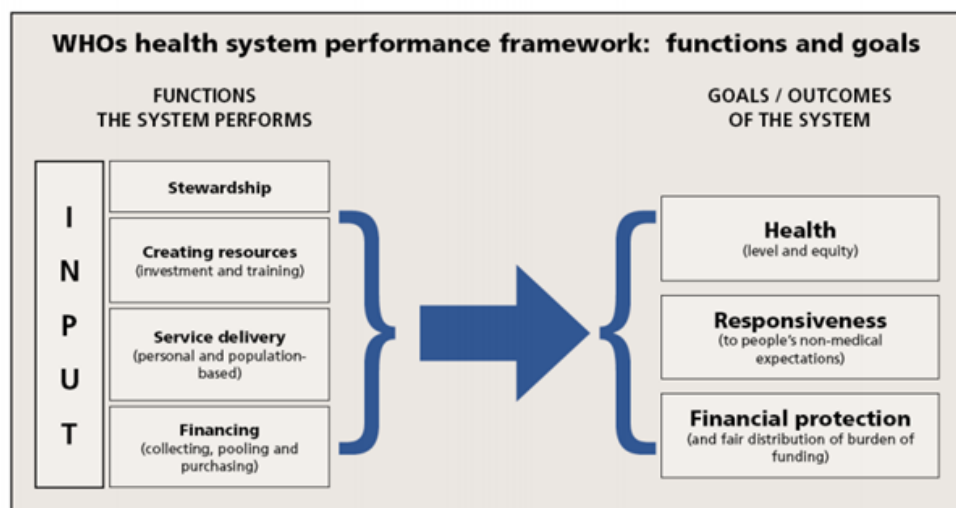 WHOs health system performance framework: functions and goals
FUNCTIONS
THE SYSTEM PERFORMS
GOALS / OUTCOMES
OF THE SYSTEM
I
N
P
U
T
Stewardship
Creating resources
(investment and training)
Service delivery
(personal and population-
based)
Financing
(collecting, pooling and
purchasing)
Health
(level and equity)
Responsiveness
(to people's non-medical
expectations)
Financial protection
(and fair distribution of burden of
funding)